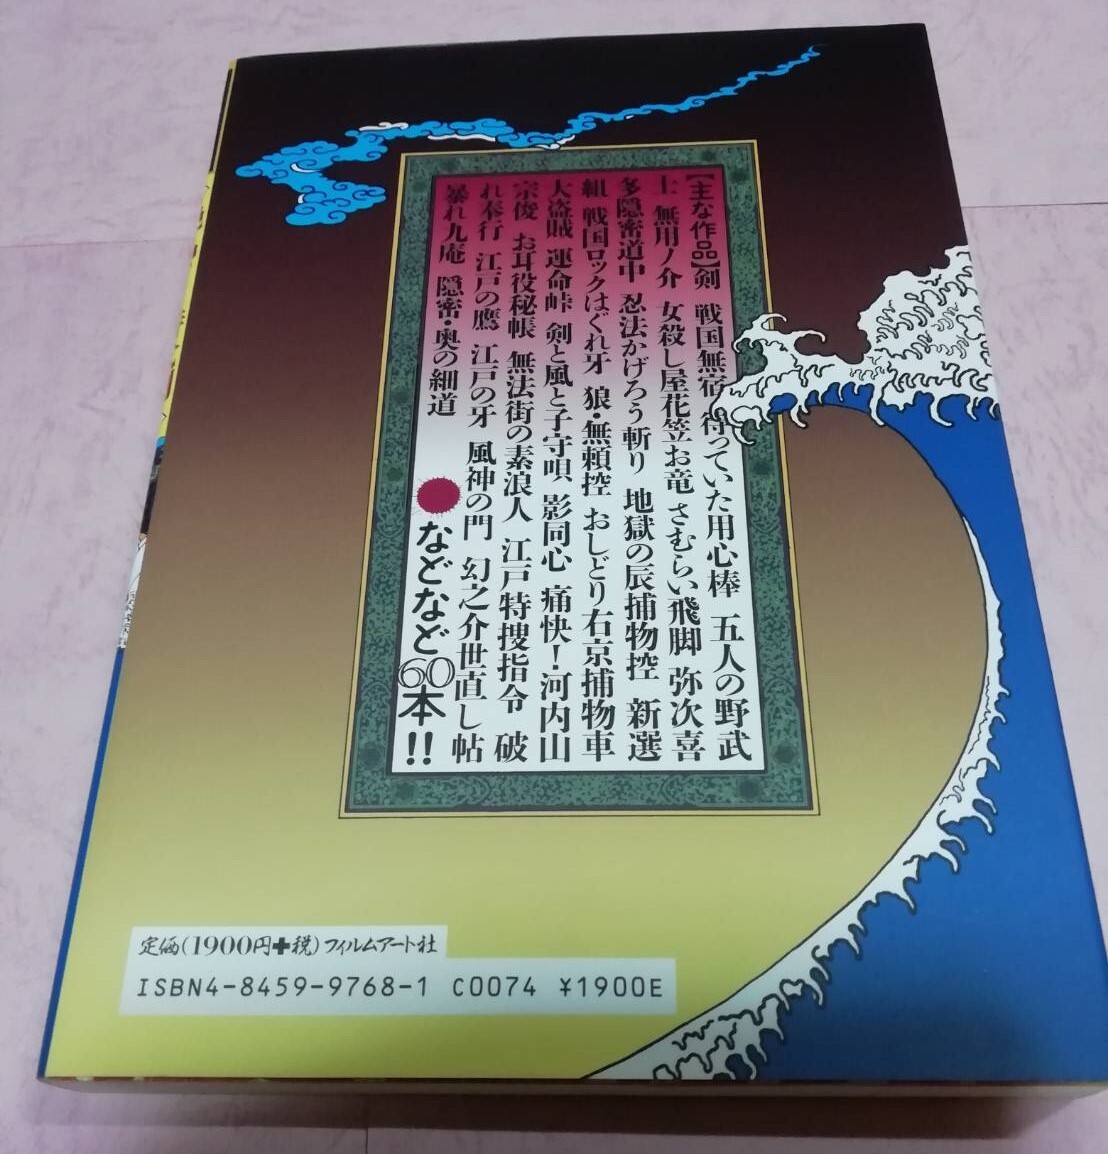 【主な作品】剣 戦国無宿 待っていた用心棒 五人の野武
士 無用ノ介 女殺し屋花笠お竜 さむらい飛脚 弥次喜
多隠密道中 忍法かげろう斬り 地獄の辰捕物控 新選
組 戦国ロックはぐれ牙 狼・無頼控 おしどり右京捕物車
大盗賊 運命峠 剣と風と子守唄 影同心 痛快!河内山
宗俊 お耳役秘帳 無法街の素浪人 江戸特捜指令 破
れ奉行 江戸の鷹 江戸の牙 風神の門 幻之介世直し帖
暴れ九庵 隠密・奥の細道
などなど60本!!
定価(1900円+税)フィルムアート社
ISBN4-8459-9768-1 C0074 ¥1900E